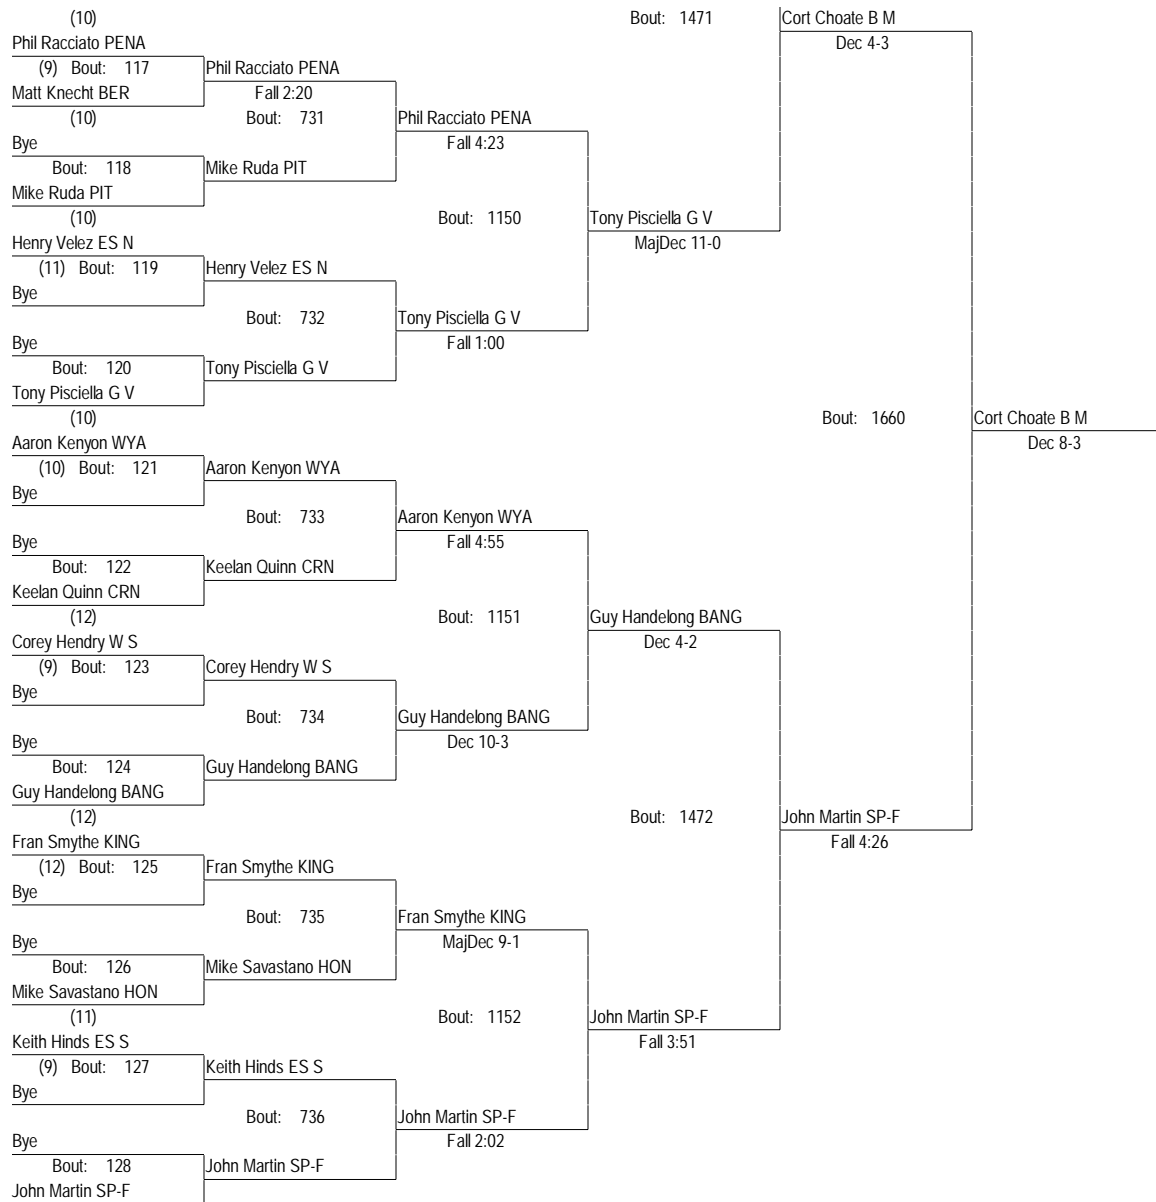 (10) Bout: 1471 Cort Choate B M
Phil Racciato PENA Dec 4-3
(9) Bout: 117 Phil Racciato PENA
Matt Knecht BER Fall 2:20
(10) Bout: 731 Phil Racciato PENA
Bye Fall 4:23
Bout: 118 Mike Ruda PIT
Mike Ruda PIT
(10) Bout: 1150 Tony Pisciella G V
Henry Velez ES N MajDec 11-0
(11) Bout: 119 Henry Velez ES N
Bye
Bout: 732 Tony Pisciella G V
Bye Fall 1:00
Bout: 120 Tony Pisciella G V
Tony Pisciella G V
(10) Bout: 1660 Cort Choate B M
Aaron Kenyon WYA Dec 8-3
(10) Bout: 121 Aaron Kenyon WYA
Bye
Bout: 733 Aaron Kenyon WYA
Bye Fall 4:55
Bout: 122 Keelan Quinn CRN
Keelan Quinn CRN
(12) Bout: 1151 Guy Handelong BANG
Corey Hendry W S Dec 4-2
(9) Bout: 123 Corey Hendry W S
Bye
Bout: 734 Guy Handelong BANG
Bye Dec 10-3
Bout: 124 Guy Handelong BANG
Guy Handelong BANG
(12) Bout: 1472 John Martin SP-F
Fran Smythe KING Fall 4:26
(12) Bout: 125 Fran Smythe KING
Bye
Bout: 735 Fran Smythe KING
Bye MajDec 9-1
Bout: 126 Mike Savastano HON
Mike Savastano HON
(11) Bout: 1152 John Martin SP-F
Keith Hinds ES S Fall 3:51
(9) Bout: 127 Keith Hinds ES S
Bye
Bout: 736 John Martin SP-F
Bye Fall 2:02
Bout: 128 John Martin SP-F
John Martin SP-F